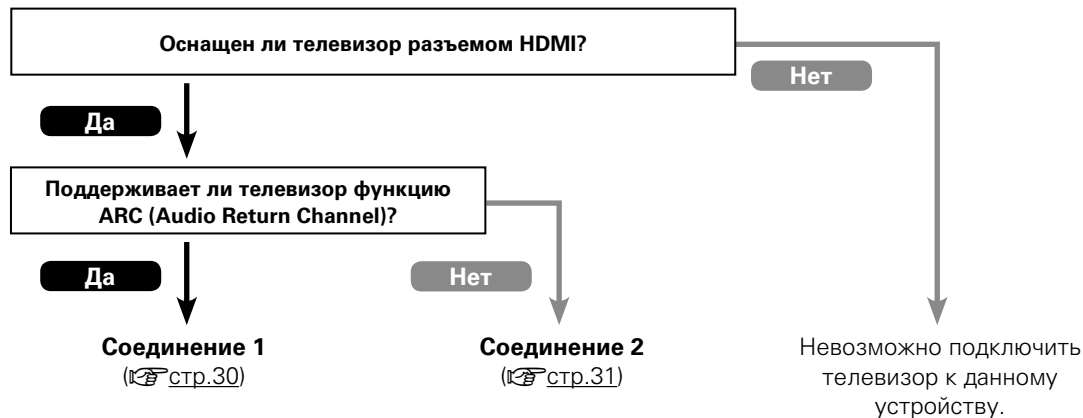 Оснащен ли телевизор разъемом HDMI?
Нет
Да
Поддерживает ли телевизор функцию
ARC (Audio Return Channel)?
Да
Нет
Соединение 1
(☞стр.30)
Соединение 2
(☞стр.31)
Невозможно подключить
телевизор к данному
устройству.